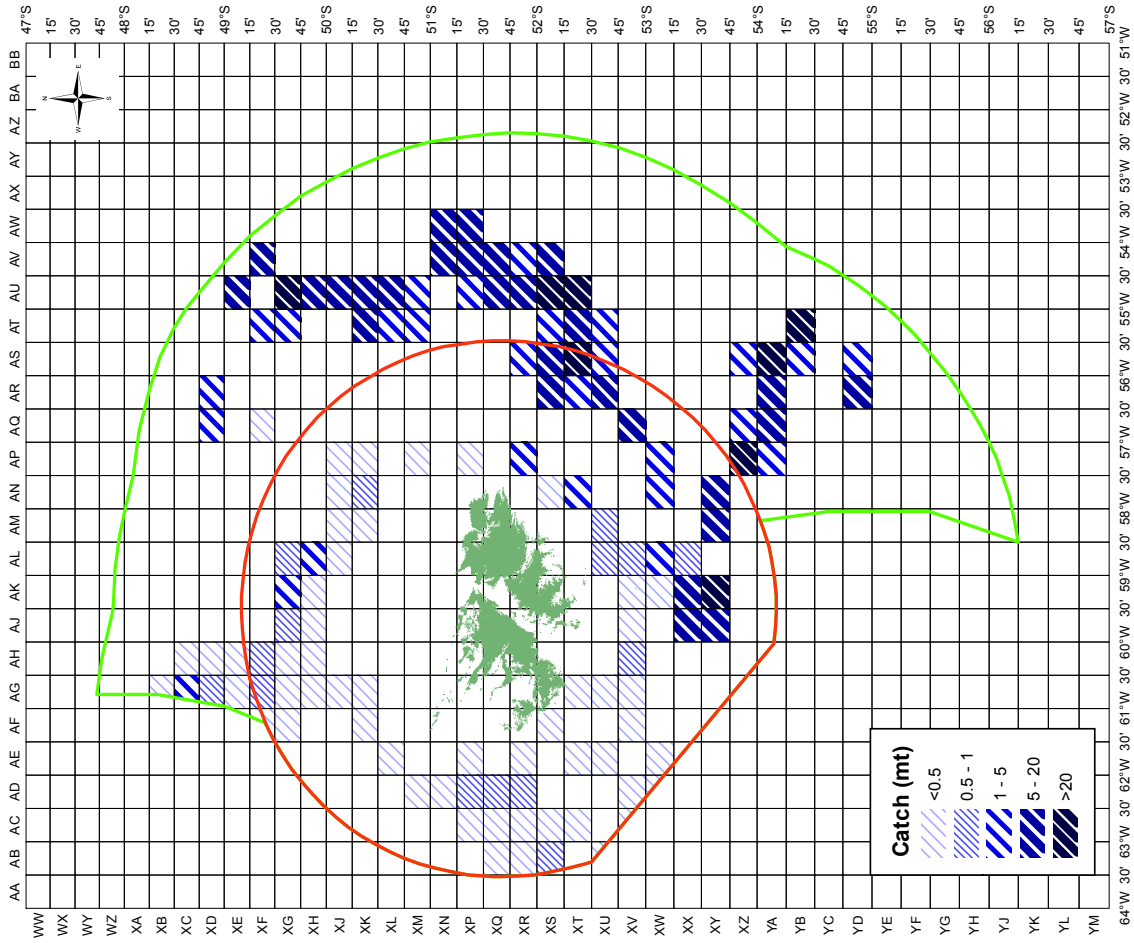 AA AB AC AD AE AF AG AH AJ AK AL AM AN AP AQ AR AS AT AU AV AW AX AY AZ BA BB
N
E
S
W
WW
WX
WY
WZ
XA
XB
XC
XD
XE
XF
XG
XH
XJ
XK
XL
XM
XN
XP
XQ
XR
XS
XT
XU
XV
XW
XX
XY
XZ
YA
YB
YC
YD
YE
YF
YG
YH
YJ
YK
YL
YM
47°S
15
30
45
48°S
15
30
45
49°S
15
30
45
50°S
15
30
45
51°S
15
30
45
52°S
15
30
45
53°S
15
30
45
54°S
15
30
45
55°S
15
30
45
56°S
15
30
45
57°S
Catch (mt)
<0.5
0.5 - 1
1 - 5
5 - 20
>20
64°W 30' 63°W 30' 62°W 30' 61°W 30' 60°W 30' 59°W 30' 58°W 30' 57°W 30' 56°W 30' 55°W 30' 54°W 30' 53°W 30' 52°W 30' 51°W